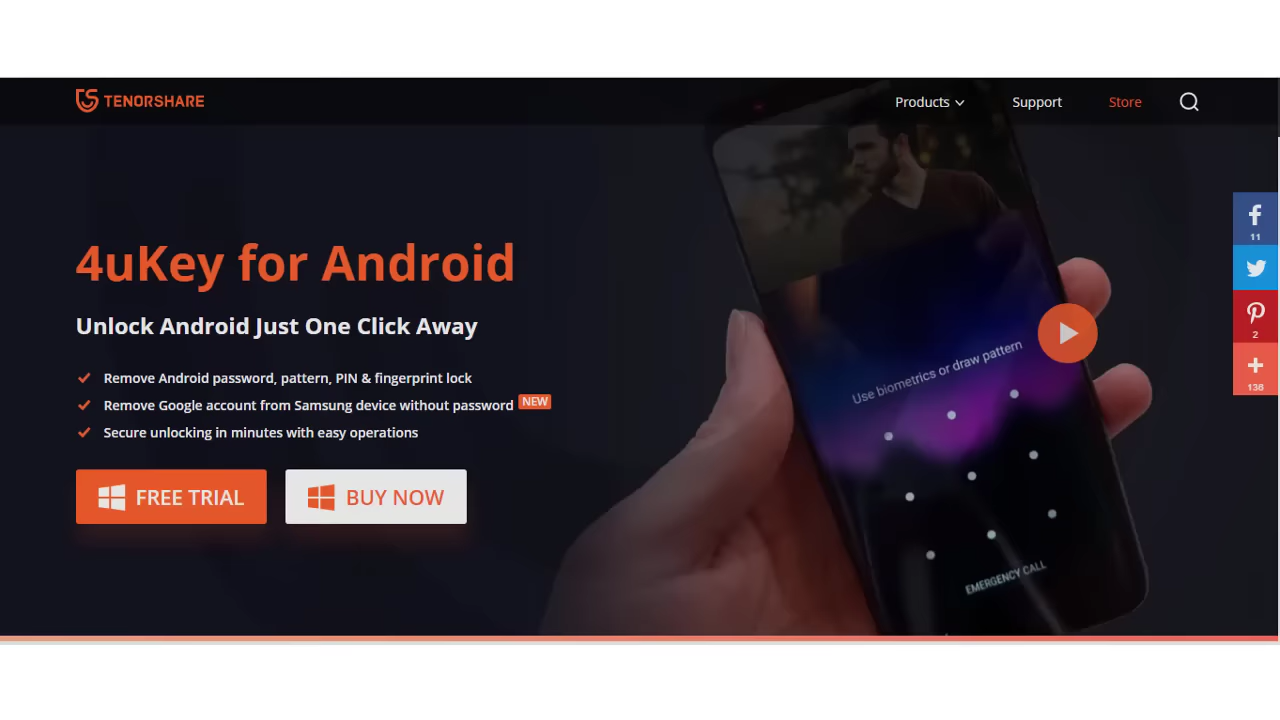 TENORSHARE
Products
Support
Store
4uKey for Android
Unlock Android Just One Click Away
Remove Android password, pattern, PIN & fingerprint lock
Remove Google account from Samsung device without password NEW
Secure unlocking in minutes with easy operations
FREE TRIAL
BUY NOW
Use biometrics or draw pattern
EMERGENCY CALL
11
2
136